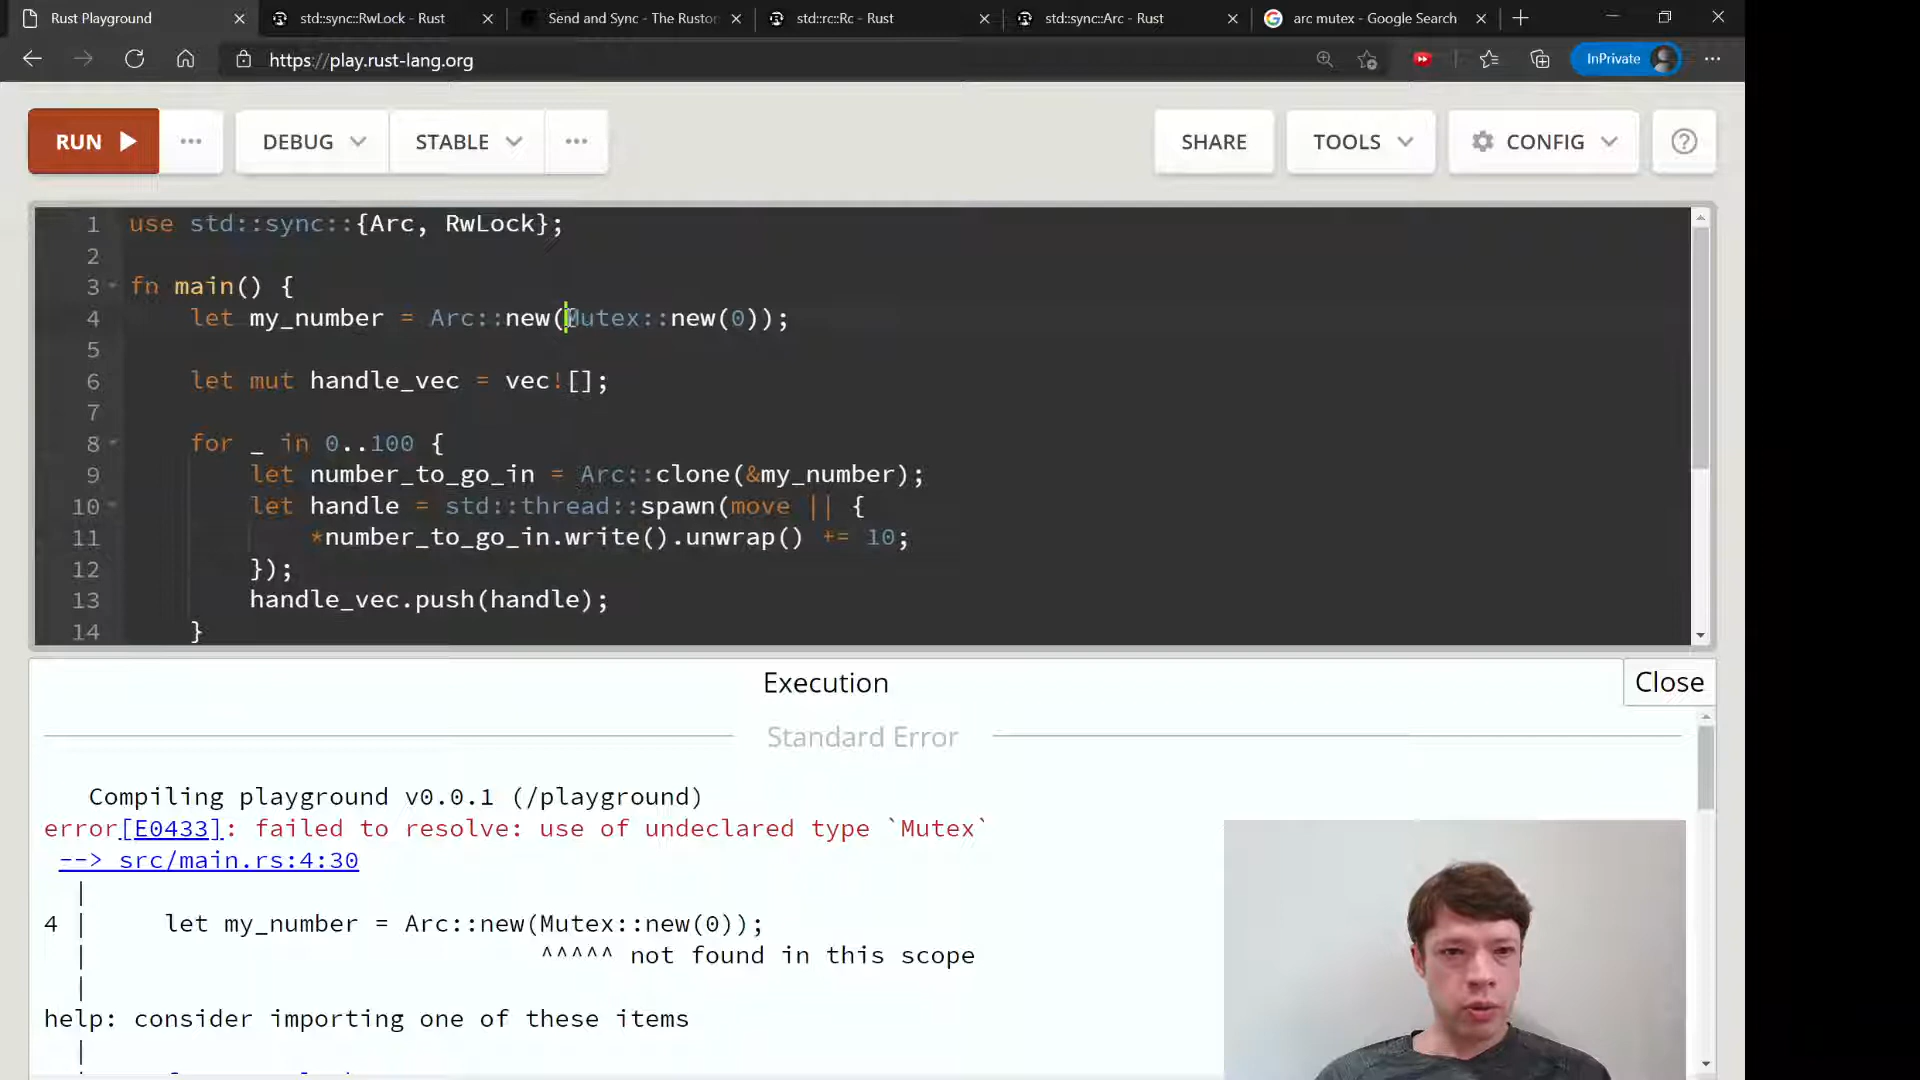 Rust Playground
std::sync::RwLock - Rust
Send and Sync - The Rustor
std::rc::Rc - Rust
std::sync::Arc - Rust
arc mutex - Google Search
https://play.rust-lang.org
InPrivate
RUN
DEBUG
STABLE
SHARE
TOOLS
CONFIG
1 use std::sync::{Arc, RwLock};
2
3 fn main() {
4 let my_number = Arc::new(Mutex::new(0));
5
6 let mut handle_vec = vec![];
7
8 for _ in 0..100 {
9 let number_to_go_in = Arc::clone(&my_number);
10 let handle = std::thread::spawn(move || {
11 *number_to_go_in.write().unwrap() += 10;
12 });
13 handle_vec.push(handle);
14 }
Execution
Close
Standard Error
Compiling playground v0.0.1 (/playground)
error[E0433]: failed to resolve: use of undeclared type `Mutex`
--> src/main.rs:4:30
|
4 | let my_number = Arc::new(Mutex::new(0));
| ^^^^^ not found in this scope
|
help: consider importing one of these items
|